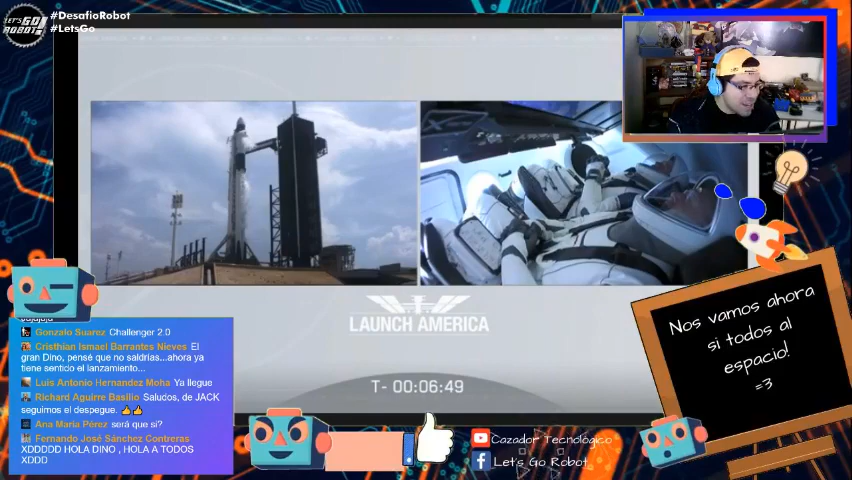 LET'S GO ROBOT!
#DesafioRobot
#LetsGo
LAUNCH AMERICA
T- 00:06:49
Nos vamos ahora
si todos al
espacio!
=3
Gonzalo Suarez Challenger 2.0
Cristhian Ismael Barrantes Nieves El
gran Dino, pensé que no saldrías...ahora ya
tiene sentido el lanzamiento...
Luis Antonio Hernandez Moha Ya llegue
Richard Aguirre Basilio Saludos, de JACK
seguimos el despegue. 👍👍
Ana María Pérez será que si?
Fernando José Sánchez Contreras
XDDDDD HOLA DINO , HOLA A TODOS
XDDD
Cazador Tecnológico
Let's Go Robot